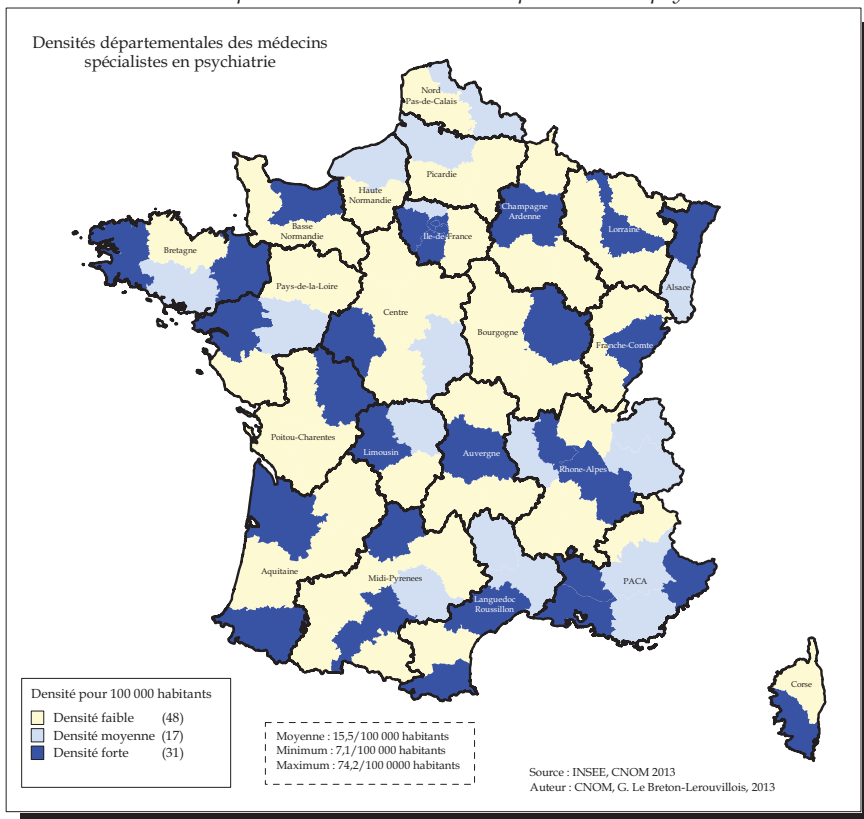 Densités départementales des médecins
spécialistes en psychiatrie
Nord
Pas-de-Calais
Picardie
Haute
Normandie
Basse
Normandie
Ile-de-France
Champagne
Ardenne
Lorraine
Alsace
Bretagne
Pays-de-la-Loire
Centre
Bourgogne
Franche-Comte
Poitou-Charentes
Limousin
Auvergne
Rhone-Alpes
Aquitaine
Midi-Pyrenees
Languedoc
Roussillon
PACA
Corse
Densité pour 100 000 habitants
Densité faible (48)
Densité moyenne (17)
Densité forte (31)
Moyenne : 15,5/100 000 habitants
Minimum : 7,1/100 000 habitants
Maximum : 74,2/100 0000 habitants
Source : INSEE, CNOM 2013
Auteur : CNOM, G. Le Breton-Lerouvillois, 2013